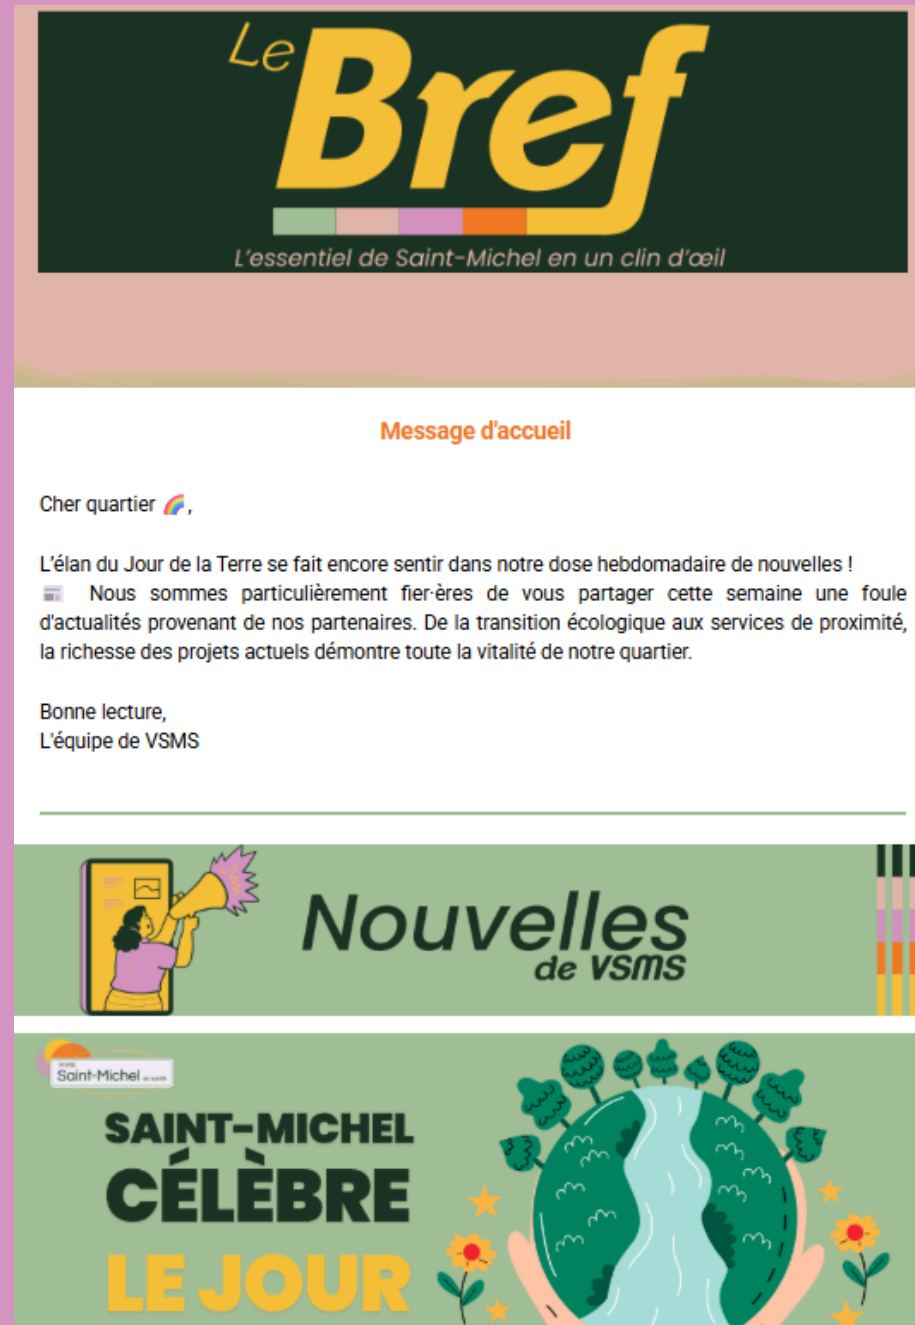 Le
Bref
L'essentiel de Saint-Michel en un clin d'œil
Message d'accueil
Cher quartier 🌈,
L'élan du Jour de la Terre se fait encore sentir dans notre dose hebdomadaire de nouvelles !
📰 Nous sommes particulièrement fier·ères de vous partager cette semaine une foule
d'actualités provenant de nos partenaires. De la transition écologique aux services de proximité,
la richesse des projets actuels démontre toute la vitalité de notre quartier.
Bonne lecture,
L'équipe de VSMS
Nouvelles
de VSMS
Saint-Michel
SAINT-MICHEL
CÉLÈBRE
LE JOUR